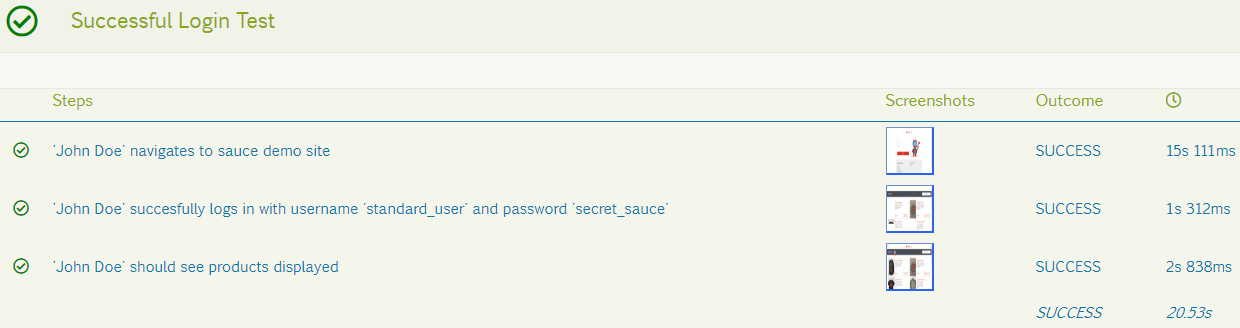 Successful Login Test
Steps Screenshots Outcome
'John Doe' navigates to sauce demo site SUCCESS 15s 111ms
'John Doe' succesfully logs in with username 'standard_user' and password 'secret_sauce' SUCCESS 1s 312ms
'John Doe' should see products displayed SUCCESS 2s 838ms
SUCCESS 20.53s